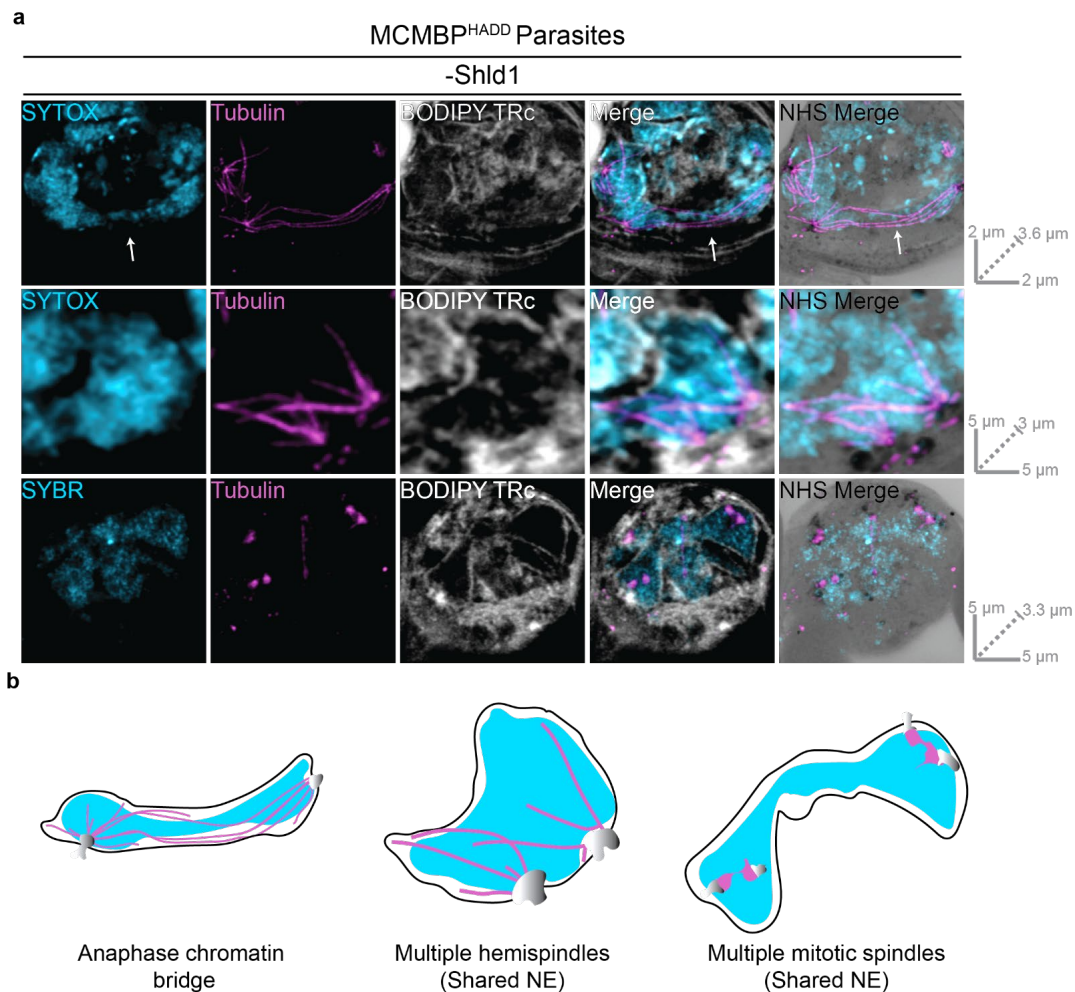 a
MCMBPHADD Parasites
-Shld1
SYTOX
Tubulin
BODIPY TRc
Merge
NHS Merge
2 µm
3.6 µm
2 µm
SYTOX
Tubulin
BODIPY TRc
Merge
NHS Merge
5 µm
3 µm
5 µm
SYBR
Tubulin
BODIPY TRc
Merge
NHS Merge
5 µm
3.3 µm
5 µm
b
Anaphase chromatin
bridge
Multiple hemispindles
(Shared NE)
Multiple mitotic spindles
(Shared NE)